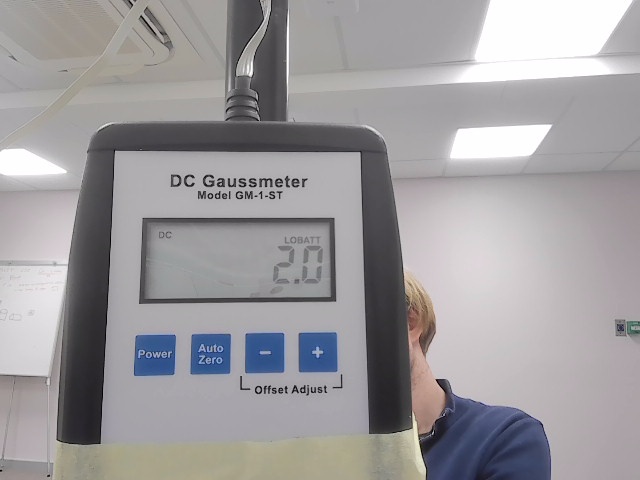 DC Gaussmeter
Model GM-1-ST
DC
LOBATT
2.0
Power
Auto
Zero
-
+
Offset Adjust